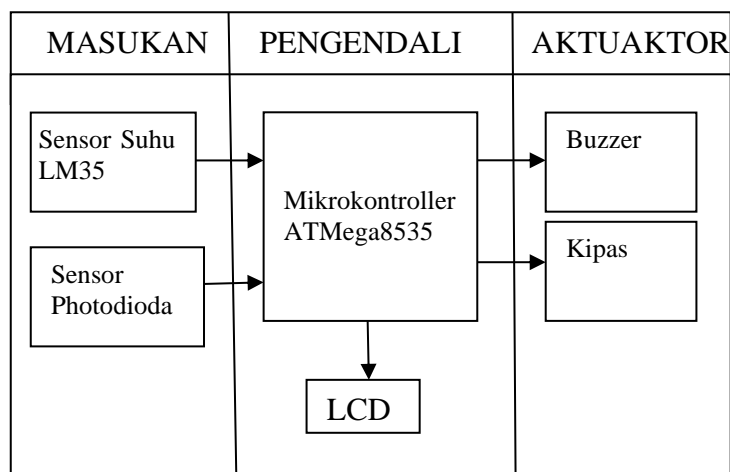 MASUKAN
PENGENDALI
AKTUAKTOR
Sensor Suhu
LM35
Sensor
Photodioda
Mikrokontroller
ATMega8535
LCD
Buzzer
Kipas